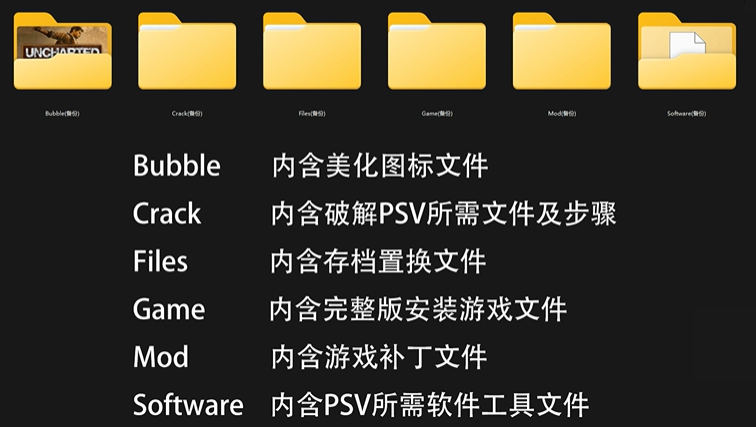 UNCHARTED
Bubble(备份)
Crack(备份)
Files(备份)
Game(备份)
Mod(备份)
Software(备份)
Bubble 内含美化图标文件
Crack 内含破解PSV所需文件及步骤
Files 内含存档置换文件
Game 内含完整版安装游戏文件
Mod 内含游戏补丁文件
Software 内含PSV所需软件工具文件